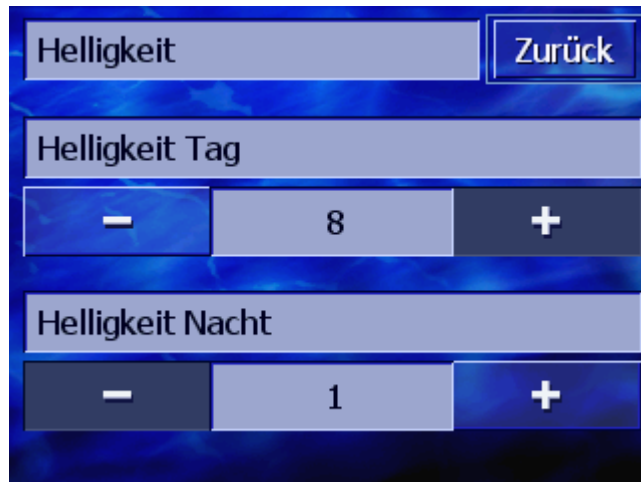 Helligkeit Zurück
Helligkeit Tag
− 8 +
Helligkeit Nacht
− 1 +